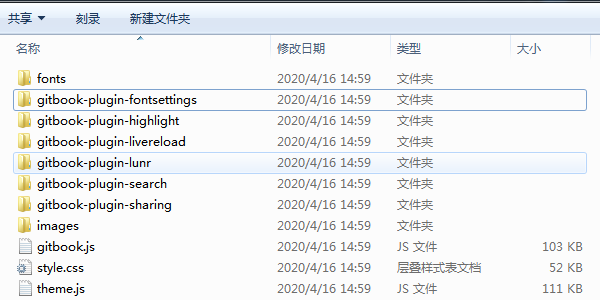 共享 刻录 新建文件夹
名称 修改日期 类型 大小
fonts 2020/4/16 14:59 文件夹
gitbook-plugin-fontsettings 2020/4/16 14:59 文件夹
gitbook-plugin-highlight 2020/4/16 14:59 文件夹
gitbook-plugin-livereload 2020/4/16 14:59 文件夹
gitbook-plugin-lunr 2020/4/16 14:59 文件夹
gitbook-plugin-search 2020/4/16 14:59 文件夹
gitbook-plugin-sharing 2020/4/16 14:59 文件夹
images 2020/4/16 14:59 文件夹
gitbook.js 2020/4/16 14:59 JS 文件 103 KB
style.css 2020/4/16 14:59 层叠样式表文档 52 KB
theme.js 2020/4/16 14:59 JS 文件 111 KB